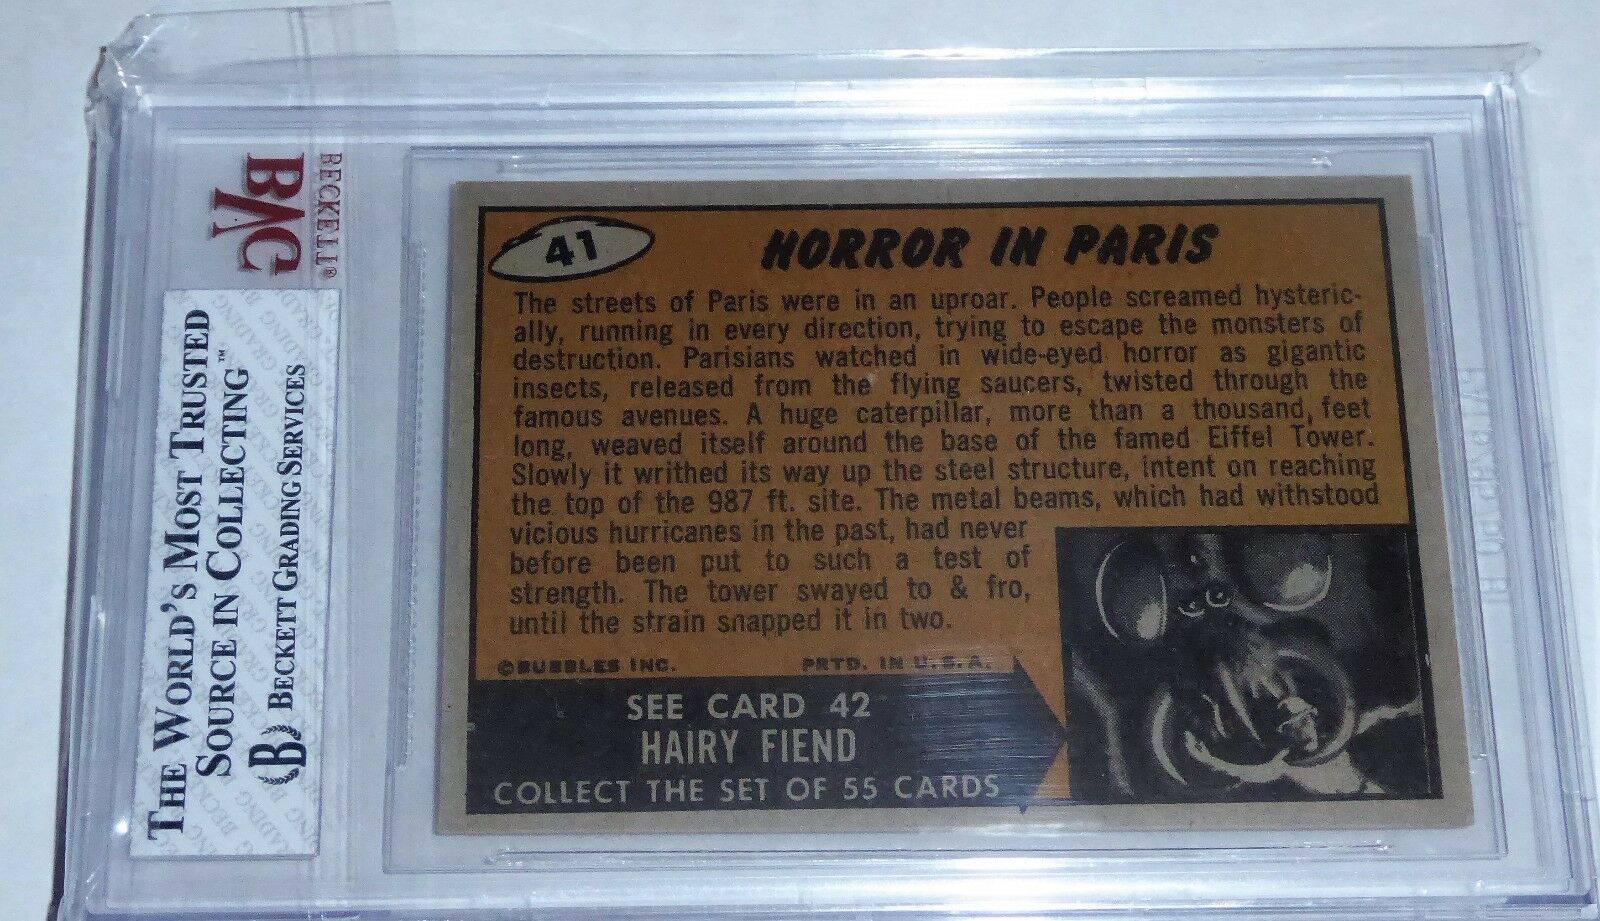 BECKETT®
BVG
THE WORLD'S MOST TRUSTED
SOURCE IN COLLECTING™
B BECKETT GRADING SERVICES
41
HORROR IN PARIS
The streets of Paris were in an uproar. People screamed hysteric-
ally, running in every direction, trying to escape the monsters of
destruction. Parisians watched in wide-eyed horror as gigantic
insects, released from the flying saucers, twisted through the
famous avenues. A huge caterpillar, more than a thousand, feet
long, weaved itself around the base of the famed Eiffel Tower.
Slowly it writhed its way up the steel structure, intent on reaching
the top of the 987 ft. site. The metal beams, which had withstood
vicious hurricanes in the past, had never
before been put to such a test of
strength. The tower swayed to & fro,
until the strain snapped it in two.
©BUBBLES INC. PRTD. IN U.S.A.
SEE CARD 42
HAIRY FIEND
COLLECT THE SET OF 55 CARDS